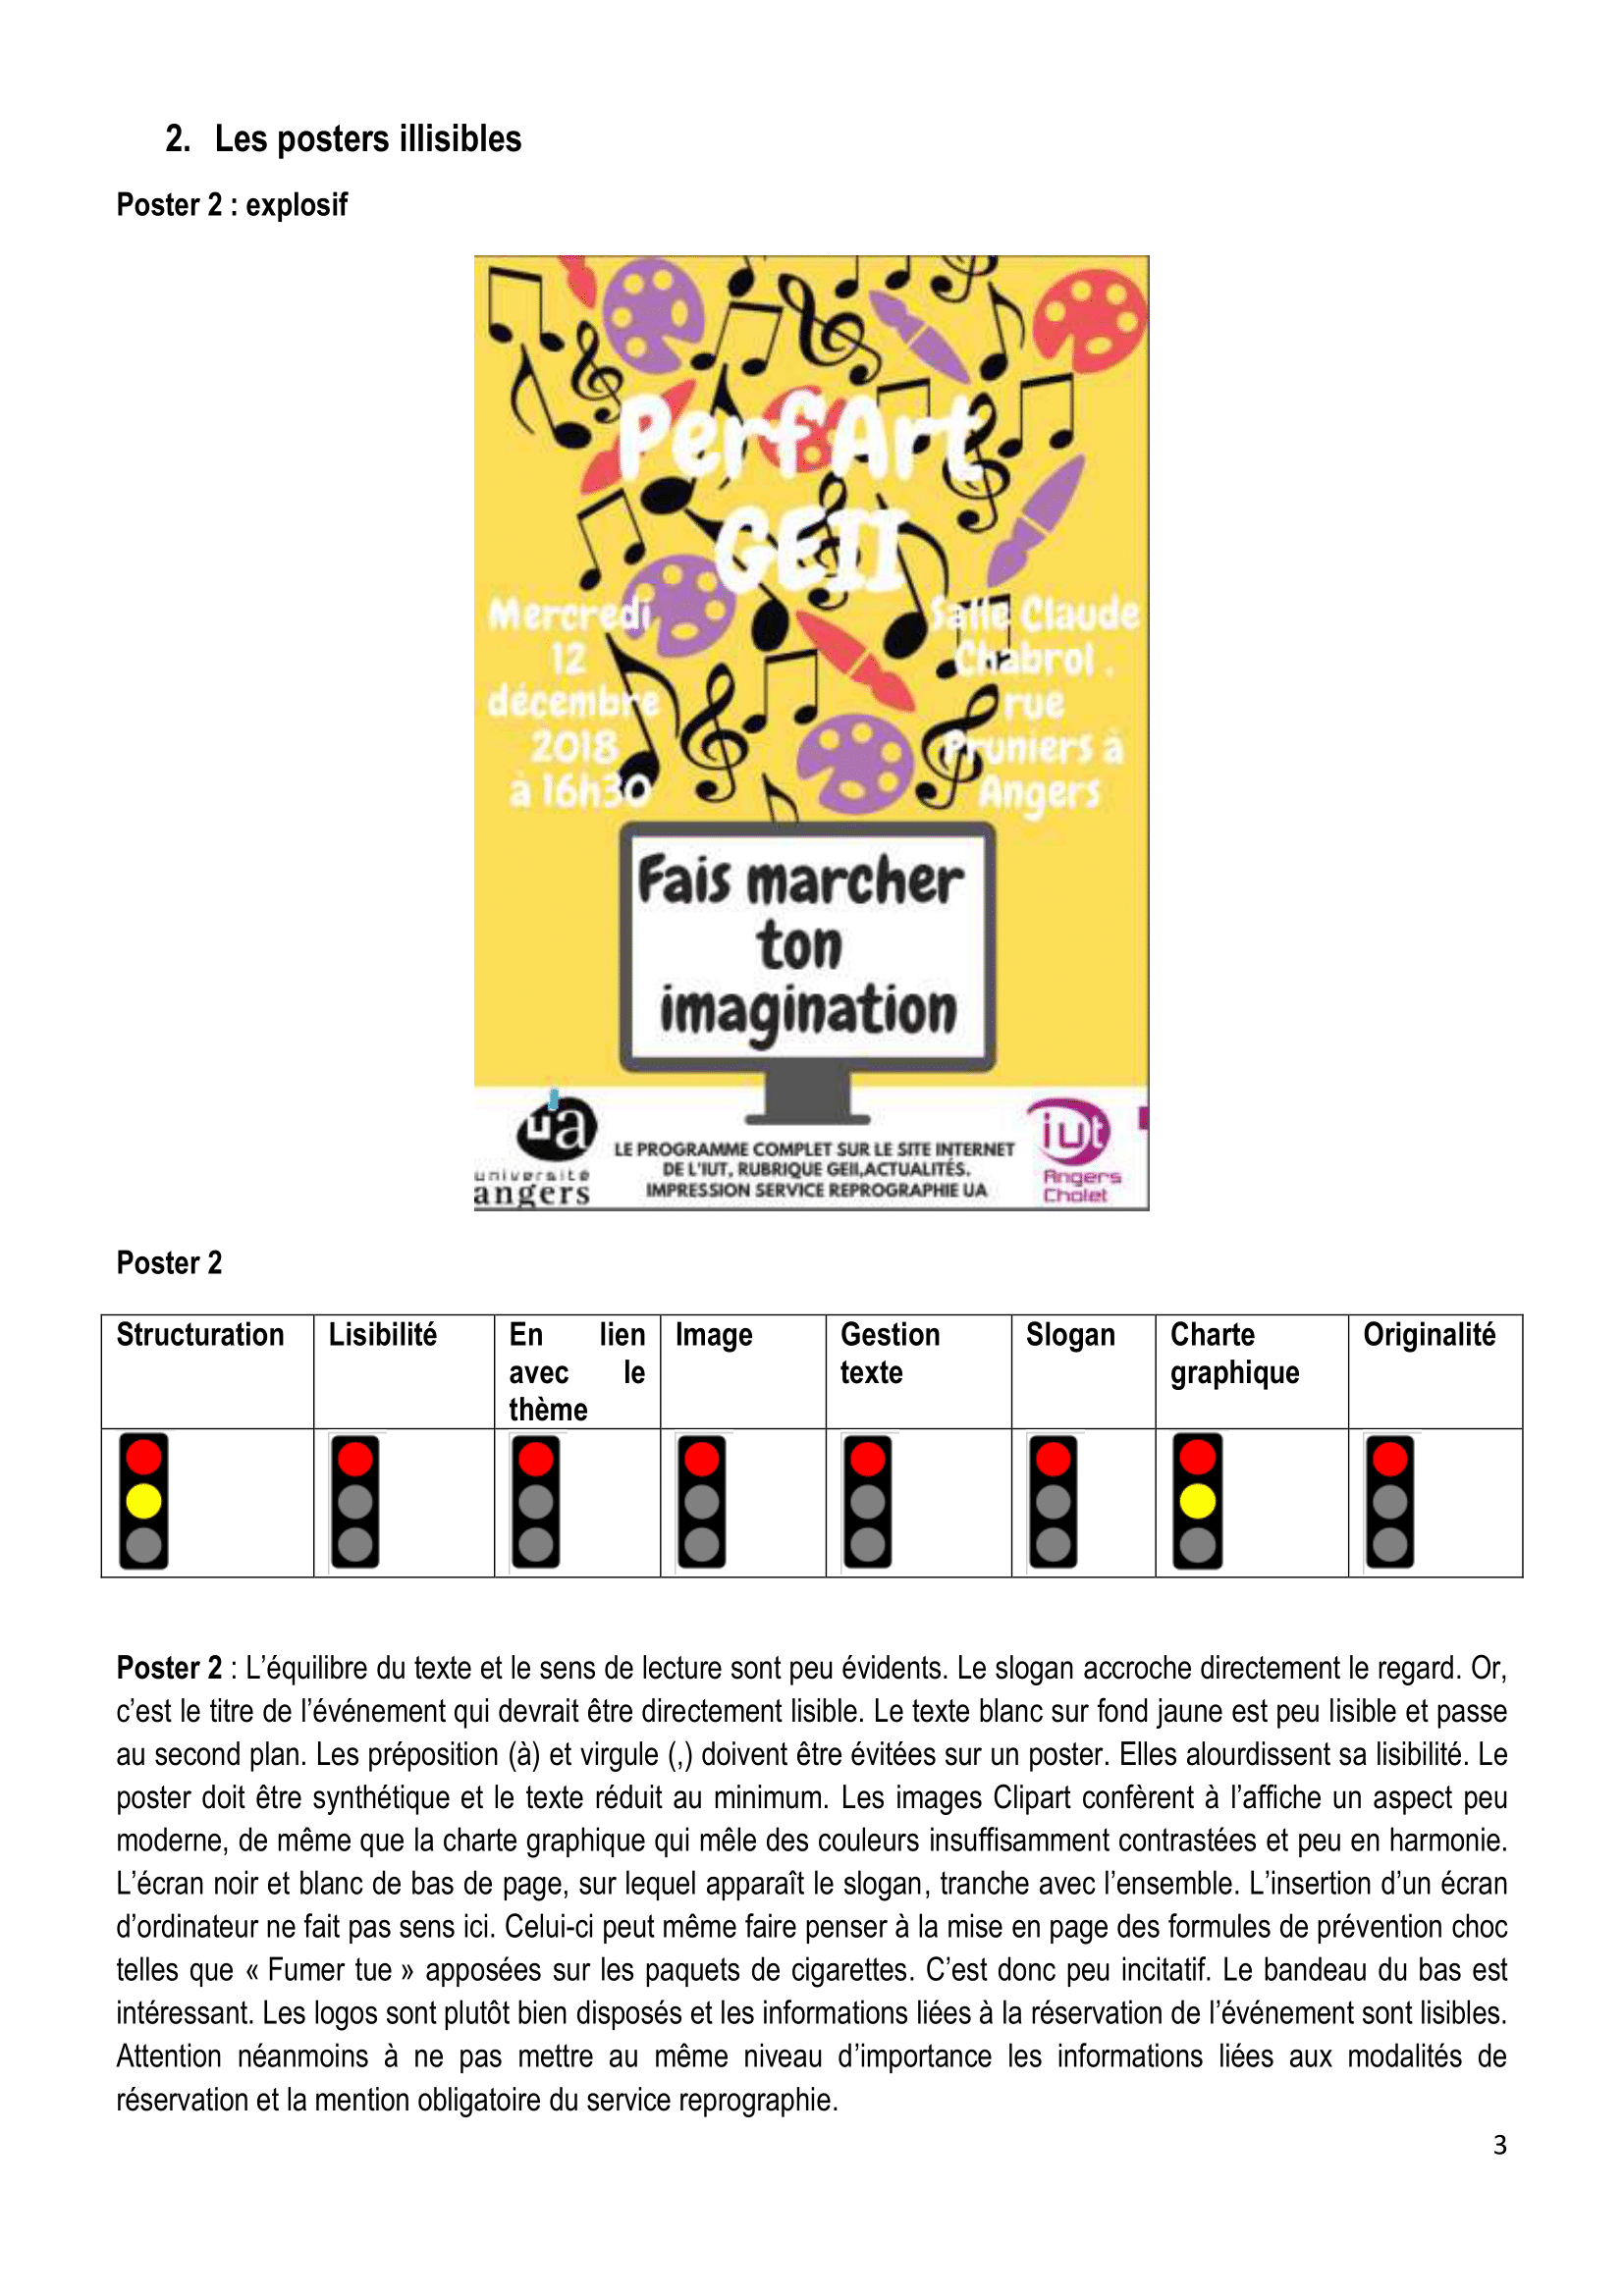 2. Les posters illisibles
Poster 2 : explosif
Perf'Art
GEII
Mercredi
12
décembre
2018
à 16h30
Salle Claude
Chabrol ,
rue
Pruniers à
Angers
Fais marcher
ton
imagination
ua
université
angers
LE PROGRAMME COMPLET SUR LE SITE INTERNET
DE L'IUT, RUBRIQUE GEII,ACTUALITÉS.
IMPRESSION SERVICE REPROGRAPHIE UA
iut
Angers
Cholet
Poster 2
Structuration Lisibilité En lien avec le thème Image Gestion texte Slogan Charte graphique Originalité
Poster 2 : L’équilibre du texte et le sens de lecture sont peu évidents. Le slogan accroche directement le regard. Or,
c’est le titre de l’événement qui devrait être directement lisible. Le texte blanc sur fond jaune est peu lisible et passe
au second plan. Les préposition (à) et virgule (,) doivent être évitées sur un poster. Elles alourdissent sa lisibilité. Le
poster doit être synthétique et le texte réduit au minimum. Les images Clipart confèrent à l’affiche un aspect peu
moderne, de même que la charte graphique qui mêle des couleurs insuffisamment contrastées et peu en harmonie.
L’écran noir et blanc de bas de page, sur lequel apparaît le slogan, tranche avec l’ensemble. L’insertion d’un écran
d’ordinateur ne fait pas sens ici. Celui-ci peut même faire penser à la mise en page des formules de prévention choc
telles que « Fumer tue » apposées sur les paquets de cigarettes. C’est donc peu incitatif. Le bandeau du bas est
intéressant. Les logos sont plutôt bien disposés et les informations liées à la réservation de l’événement sont lisibles.
Attention néanmoins à ne pas mettre au même niveau d’importance les informations liées aux modalités de
réservation et la mention obligatoire du service reprographie.
3